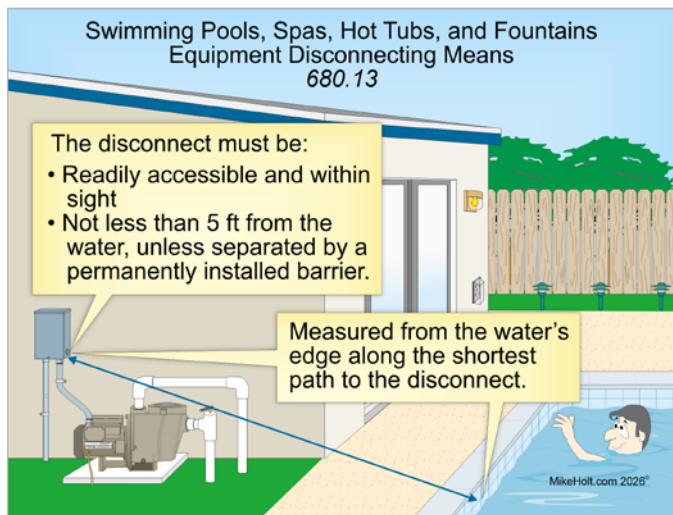 Swimming Pools, Spas, Hot Tubs, and Fountains
Equipment Disconnecting Means
680.13
The disconnect must be:
• Readily accessible and within
sight
• Not less than 5 ft from the
water, unless separated by a
permanently installed barrier.
Measured from the water's
edge along the shortest
path to the disconnect.
MikeHolt.com 2026©